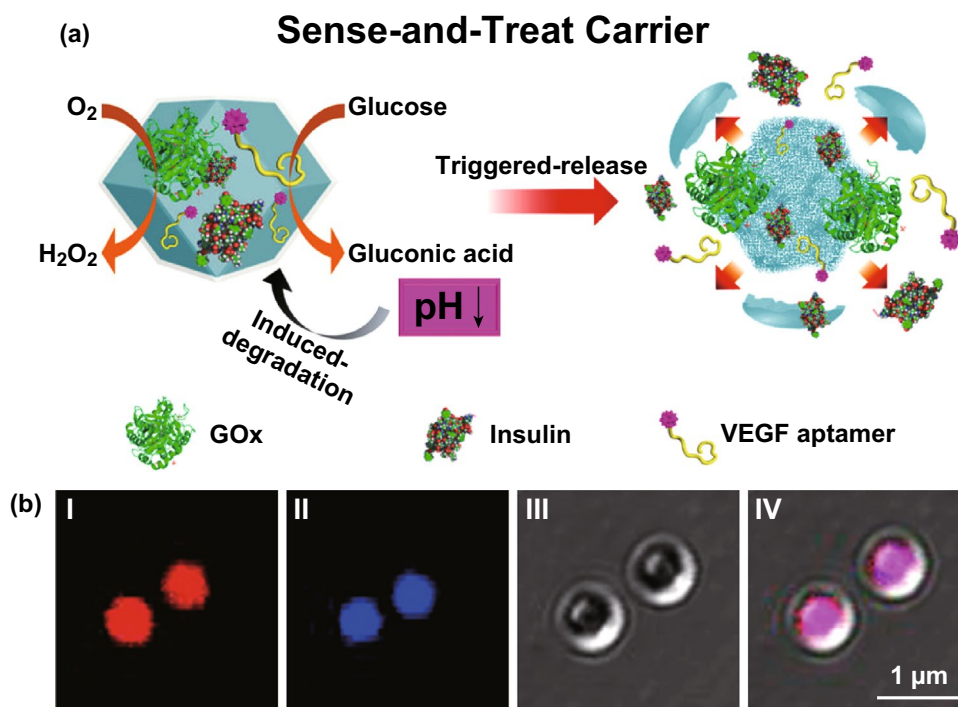 (a)
Sense-and-Treat Carrier
O₂
Glucose
H₂O₂
Gluconic acid
pH ↓
Induced-
degradation
Triggered-release
GOx
Insulin
VEGF aptamer
(b)
I
II
III
IV
1 μm